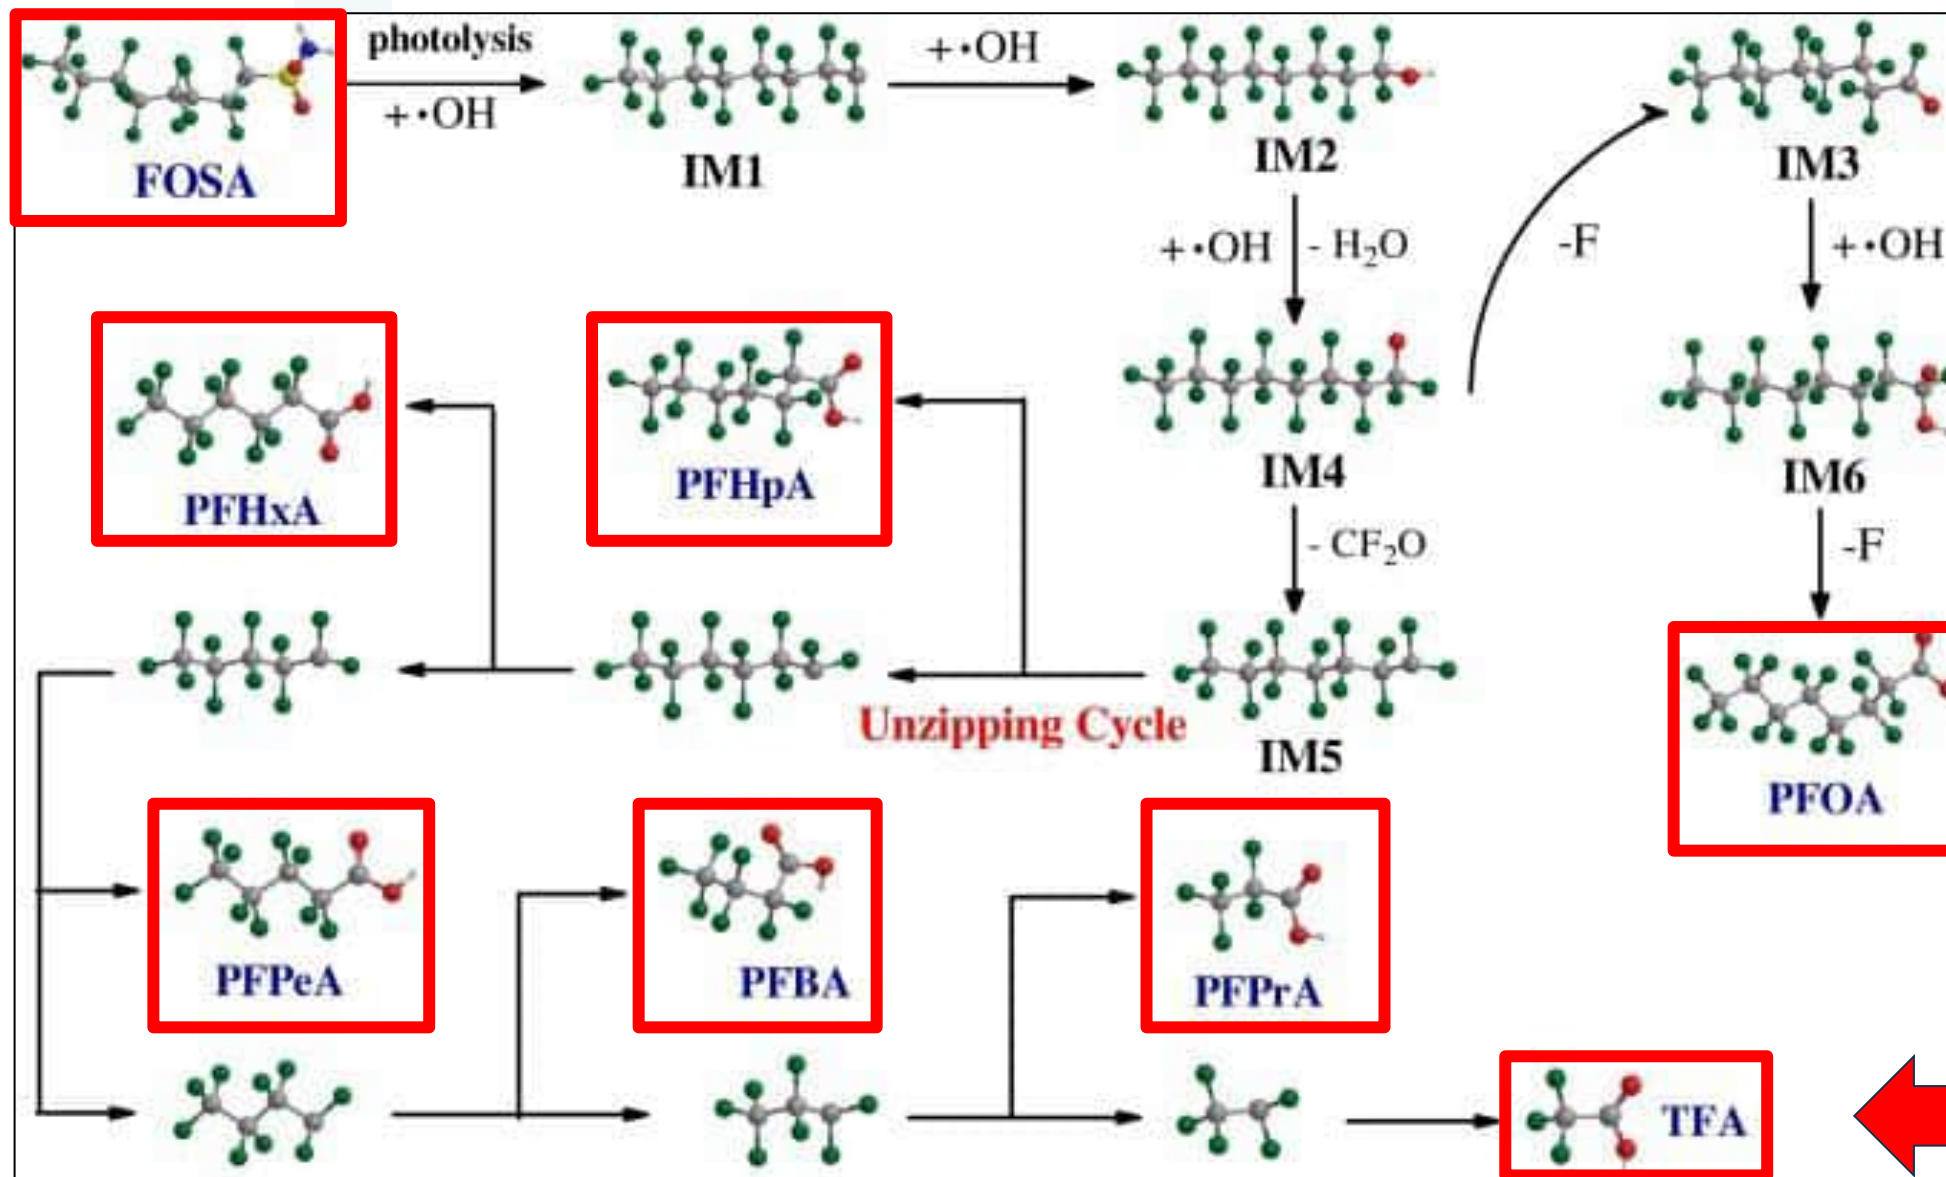 photolysis
+•OH
FOSA
IM1
+•OH
IM2
IM3
+•OH
- H₂O
-F
+•OH
PFHxA
PFHpA
IM4
IM6
- CF₂O
-F
Unzipping Cycle
IM5
PFOA
PFPeA
PFBA
PFPrA
TFA